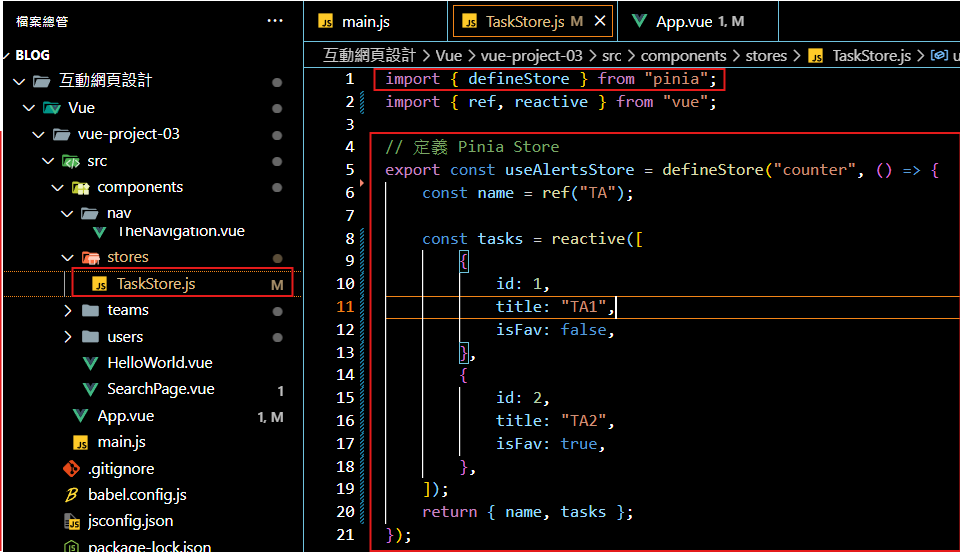 檔案總管 ···
BLOG
互動網頁設計
Vue
vue-project-03
src
components
nav
TheNavigation.vue
stores
JS TaskStore.js M
teams
users
HelloWorld.vue
SearchPage.vue 1
App.vue 1, M
JS main.js
.gitignore
babel.config.js
JS jsconfig.json
package-lock.json
JS main.js
JS TaskStore.js M ×
App.vue 1, M
互動網頁設計 > Vue > vue-project-03 > src > components > stores > JS TaskStore.js > u
1 import { defineStore } from "pinia";
2 import { ref, reactive } from "vue";
3
4 // 定義 Pinia Store
5 export const useAlertsStore = defineStore("counter", () => {
6 const name = ref("TA");
7
8 const tasks = reactive([
9 {
10 id: 1,
11 title: "TA1",
12 isFav: false,
13 },
14 {
15 id: 2,
16 title: "TA2",
17 isFav: true,
18 },
19 ]);
20 return { name, tasks };
21 });